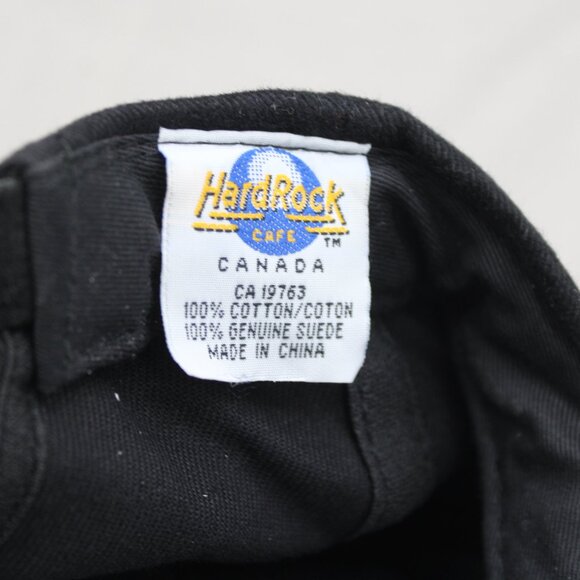 HardRock
CAFE TM
CANADA
CA 19763
100% COTTON/COTON
100% GENUINE SUEDE
MADE IN CHINA